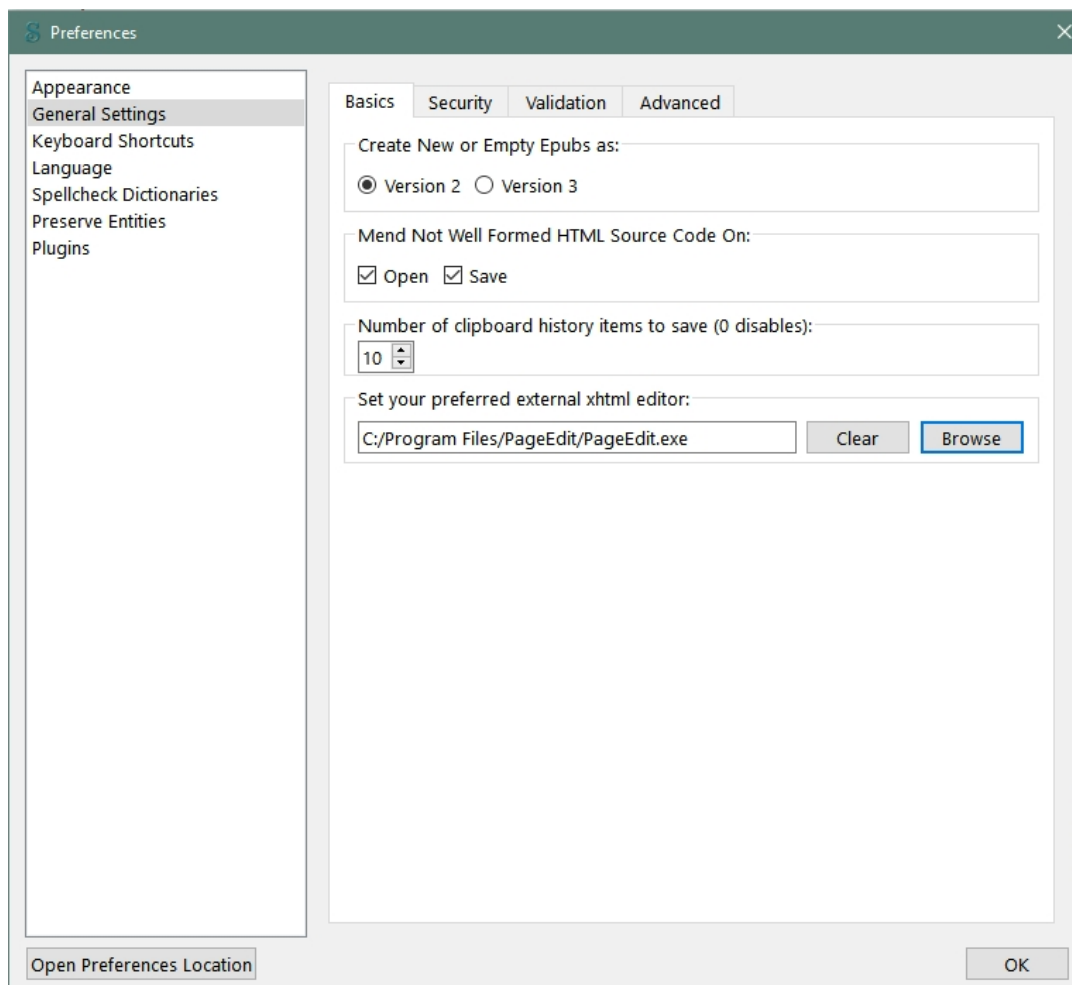 Preferences
Appearance
General Settings
Keyboard Shortcuts
Language
Spellcheck Dictionaries
Preserve Entities
Plugins
Basics Security Validation Advanced
Create New or Empty Epubs as:
Version 2 Version 3
Mend Not Well Formed HTML Source Code On:
Open Save
Number of clipboard history items to save (0 disables):
10
Set your preferred external xhtml editor:
C:/Program Files/PageEdit/PageEdit.exe Clear Browse
Open Preferences Location OK